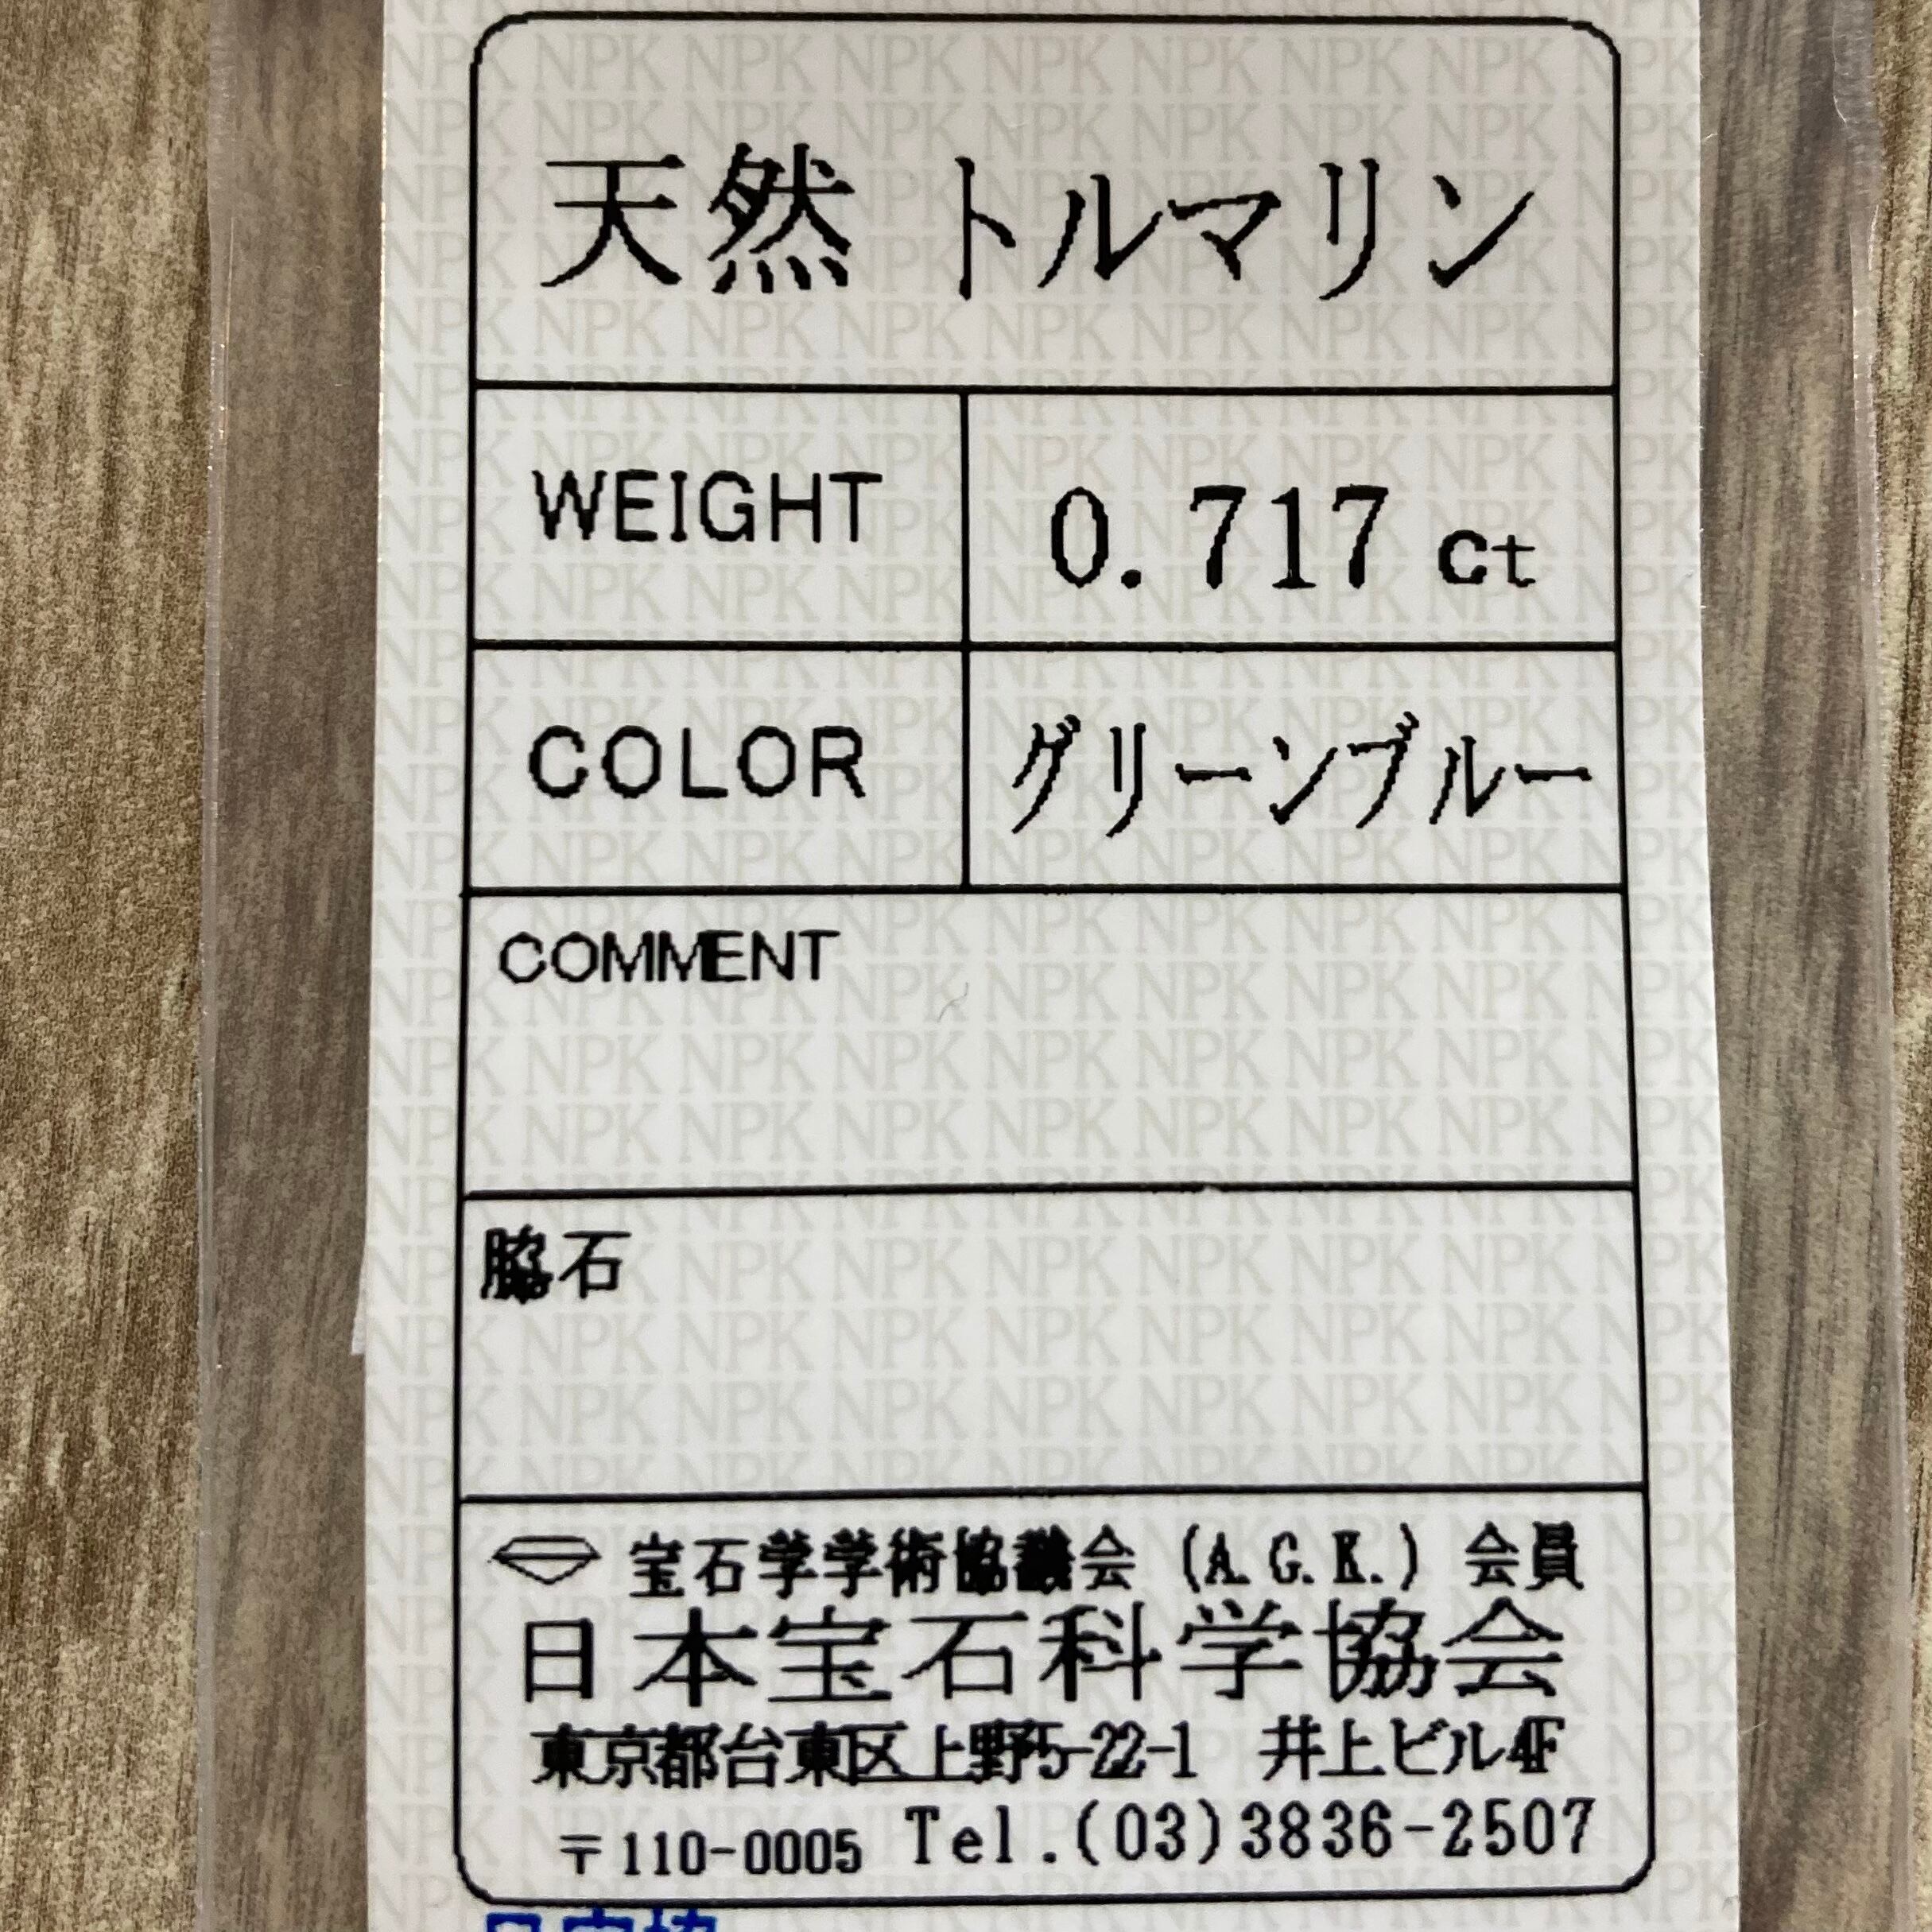 天然 トルマリン
WEIGHT 0.717 ct
COLOR グリーンブルー
COMMENT
脇石
宝石学学術協議会 (A.G.K.) 会員
日本宝石科学協会
東京都台東区上野5-22-1 井上ビル4F
〒110-0005 Tel.(03)3836-2507